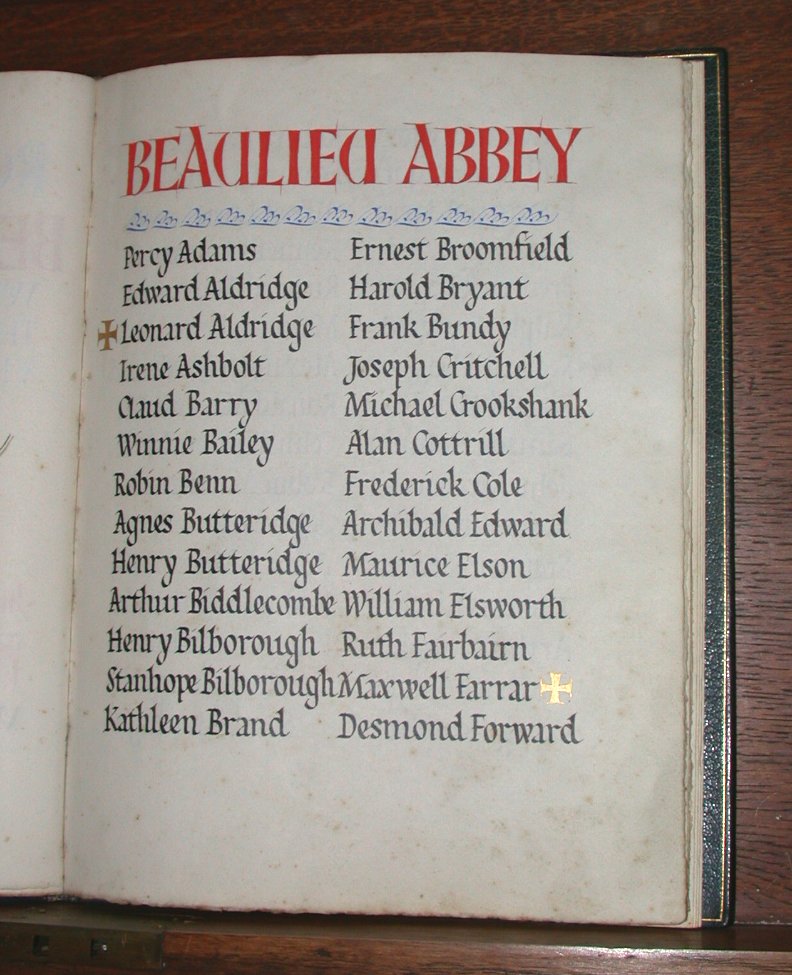 BEAULIEU ABBEY
Percy Adams
Edward Aldridge
Leonard Aldridge
Irene Ashbolt
Claud Barry
Winnie Bailey
Robin Benn
Agnes Butteridge
Henry Butteridge
Arthur Biddlecombe
Henry Bilborough
Stanhope Bilborough
Kathleen Brand
Ernest Broomfield
Harold Bryant
Frank Bundy
Joseph Critchell
Michael Crookshank
Alan Cottrill
Frederick Cole
Archibald Edward
Maurice Elson
William Elsworth
Ruth Fairbairn
Maxwell Farrar
Desmond Forward